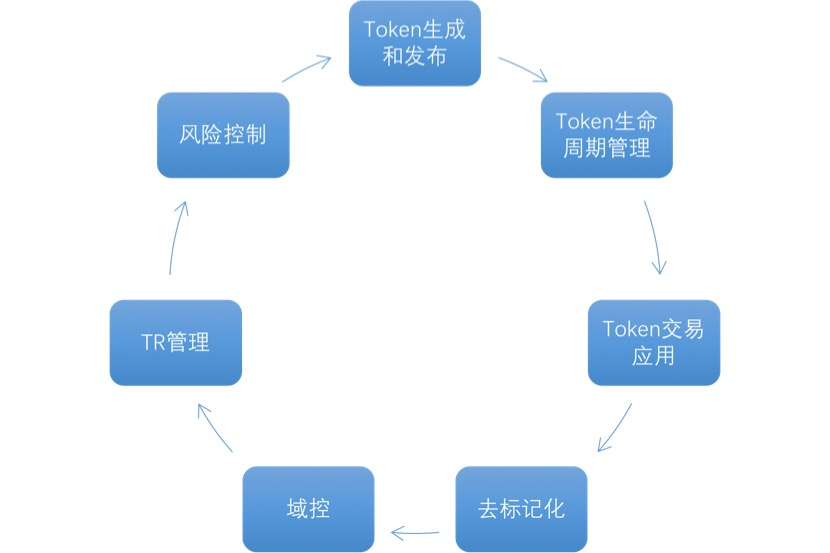 Token生成
和发布
Token生命
周期管理
Token交易
应用
去标记化
域控
TR管理
风险控制